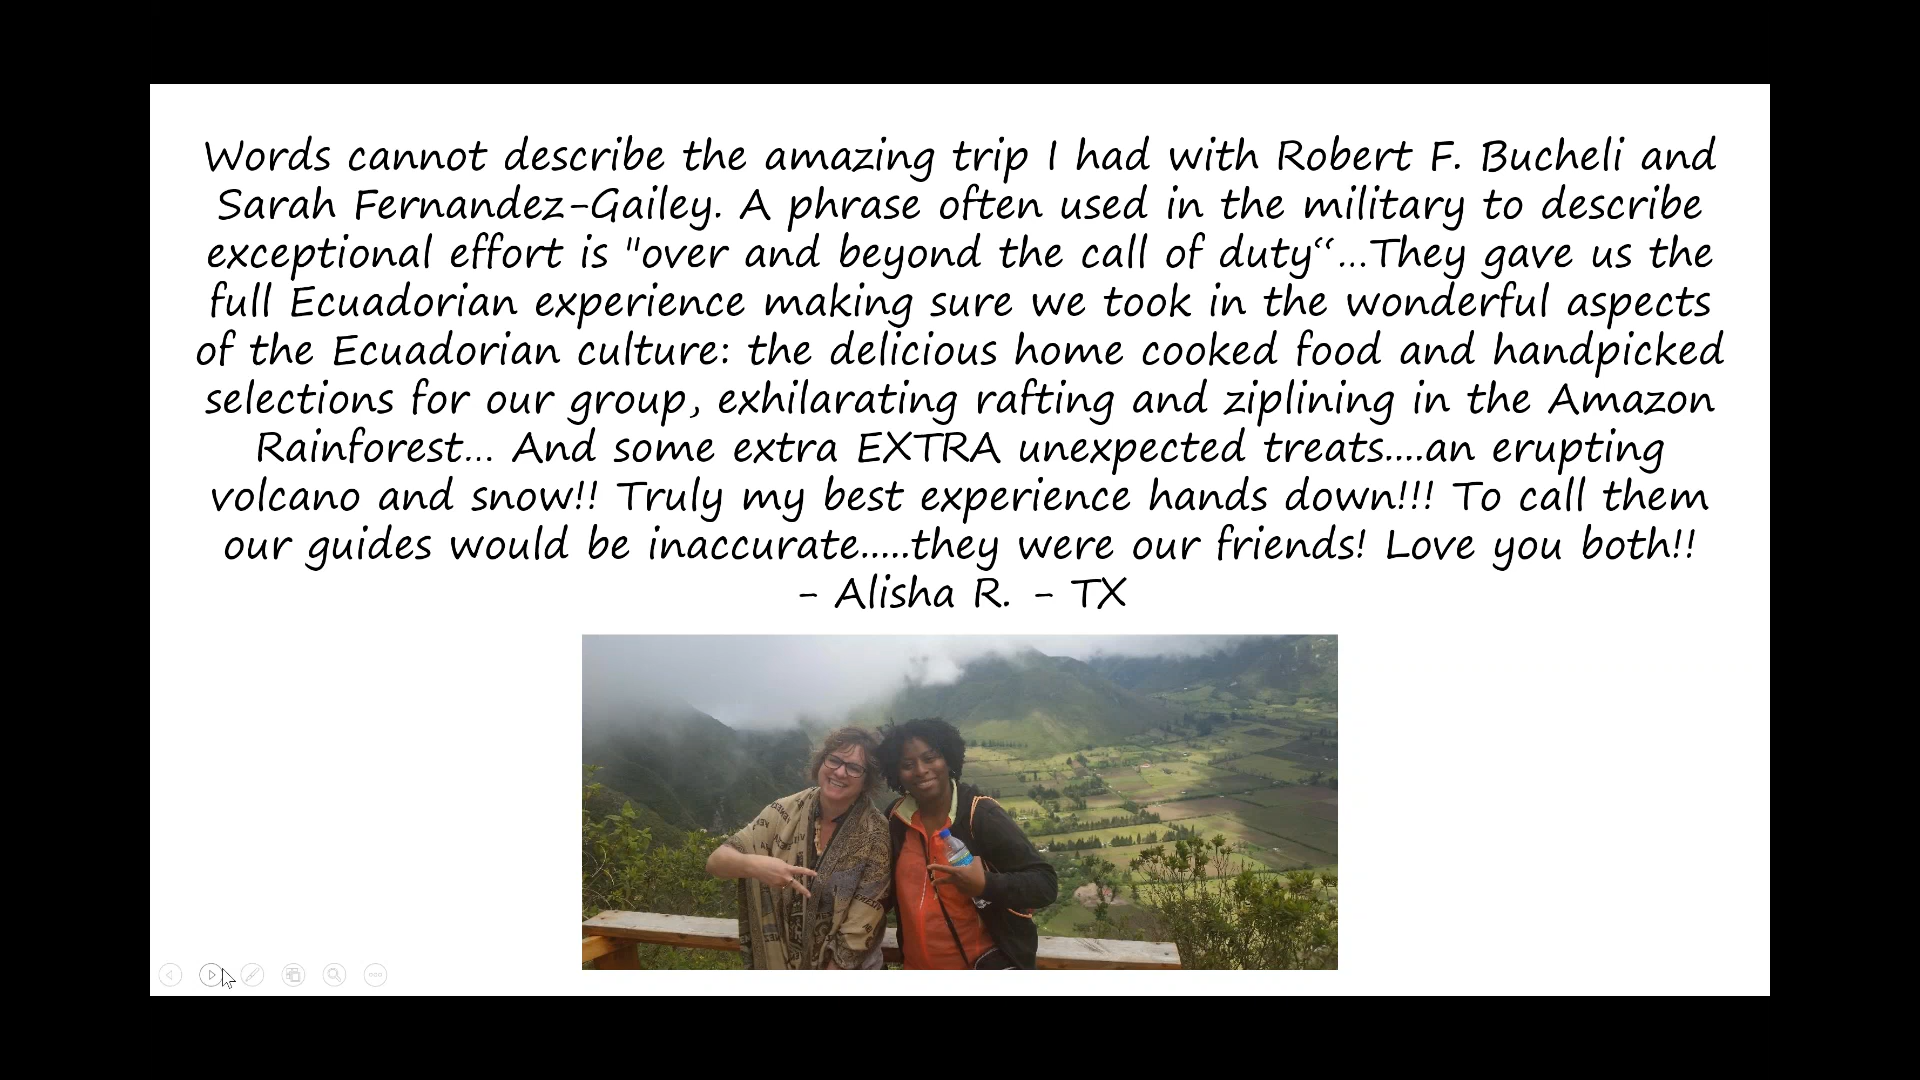 Words cannot describe the amazing trip I had with Robert F. Bucheli and
Sarah Fernandez-Gailey. A phrase often used in the military to describe
exceptional effort is "over and beyond the call of duty“...They gave us the
full Ecuadorian experience making sure we took in the wonderful aspects
of the Ecuadorian culture: the delicious home cooked food and handpicked
selections for our group, exhilarating rafting and ziplining in the Amazon
Rainforest... And some extra EXTRA unexpected treats....an erupting
volcano and snow!! Truly my best experience hands down!!! To call them
our guides would be inaccurate.....they were our friends! Love you both!!
- Alisha R. - TX